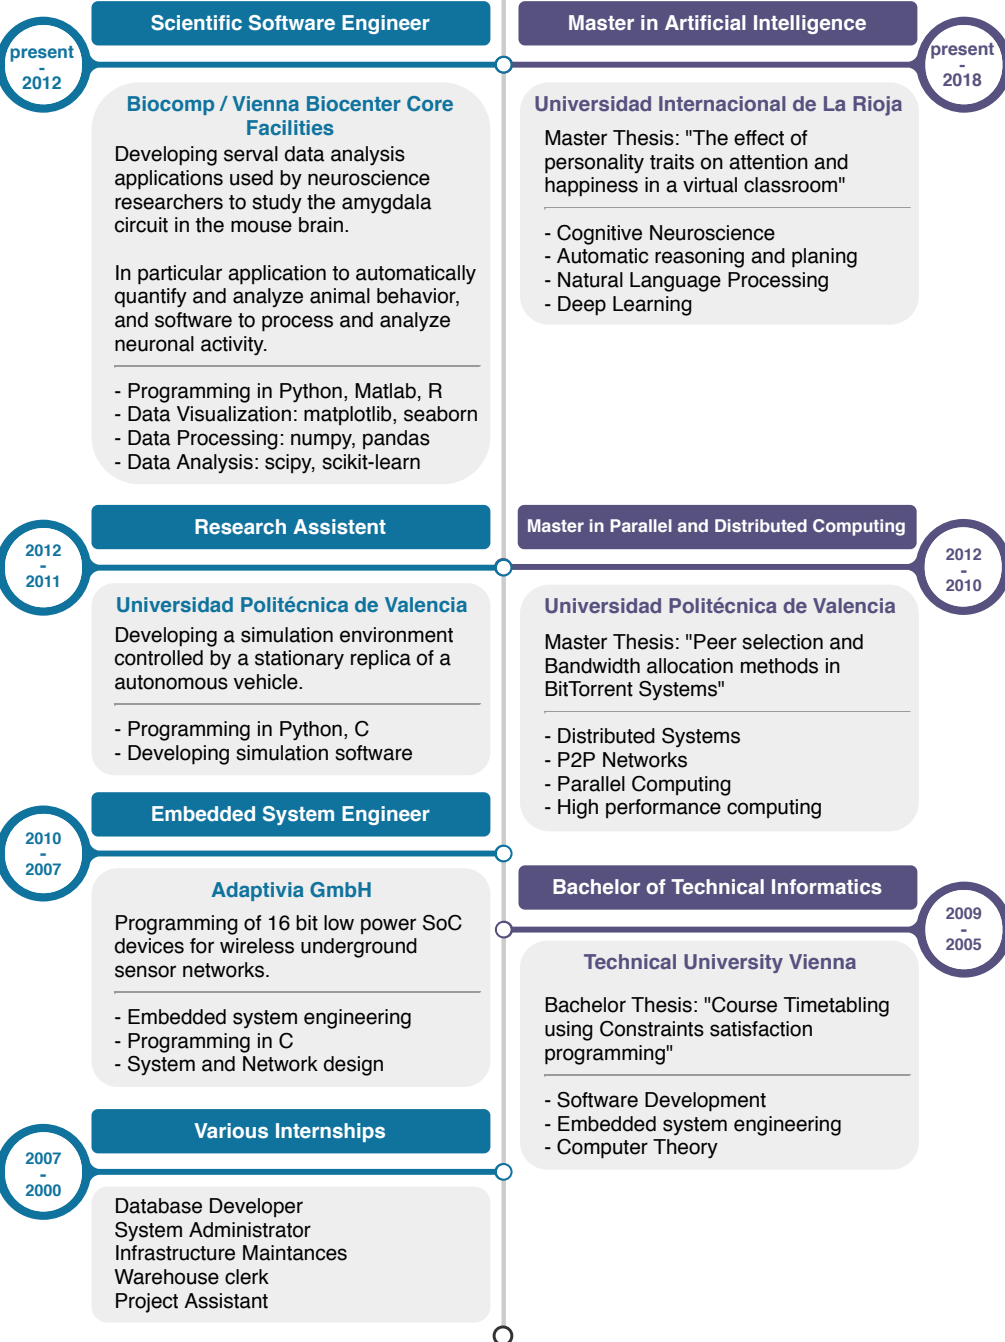 Scientific Software Engineer
present
-
2012
Biocomp / Vienna Biocenter Core
Facilities
Developing serval data analysis
applications used by neuroscience
researchers to study the amygdala
circuit in the mouse brain.
In particular application to automatically
quantify and analyze animal behavior,
and software to process and analyze
neuronal activity.
- Programming in Python, Matlab, R
- Data Visualization: matplotlib, seaborn
- Data Processing: numpy, pandas
- Data Analysis: scipy, scikit-learn
Research Assistent
2012
-
2011
Universidad Politécnica de Valencia
Developing a simulation environment
controlled by a stationary replica of a
autonomous vehicle.
- Programming in Python, C
- Developing simulation software
Embedded System Engineer
2010
-
2007
Adaptivia GmbH
Programming of 16 bit low power SoC
devices for wireless underground
sensor networks.
- Embedded system engineering
- Programming in C
- System and Network design
Various Internships
2007
-
2000
Database Developer
System Administrator
Infrastructure Maintances
Warehouse clerk
Project Assistant
Master in Artificial Intelligence
present
-
2018
Universidad Internacional de La Rioja
Master Thesis: "The effect of
personality traits on attention and
happiness in a virtual classroom"
- Cognitive Neuroscience
- Automatic reasoning and planing
- Natural Language Processing
- Deep Learning
Master in Parallel and Distributed Computing
2012
-
2010
Universidad Politécnica de Valencia
Master Thesis: "Peer selection and
Bandwidth allocation methods in
BitTorrent Systems"
- Distributed Systems
- P2P Networks
- Parallel Computing
- High performance computing
Bachelor of Technical Informatics
2009
-
2005
Technical University Vienna
Bachelor Thesis: "Course Timetabling
using Constraints satisfaction
programming"
- Software Development
- Embedded system engineering
- Computer Theory